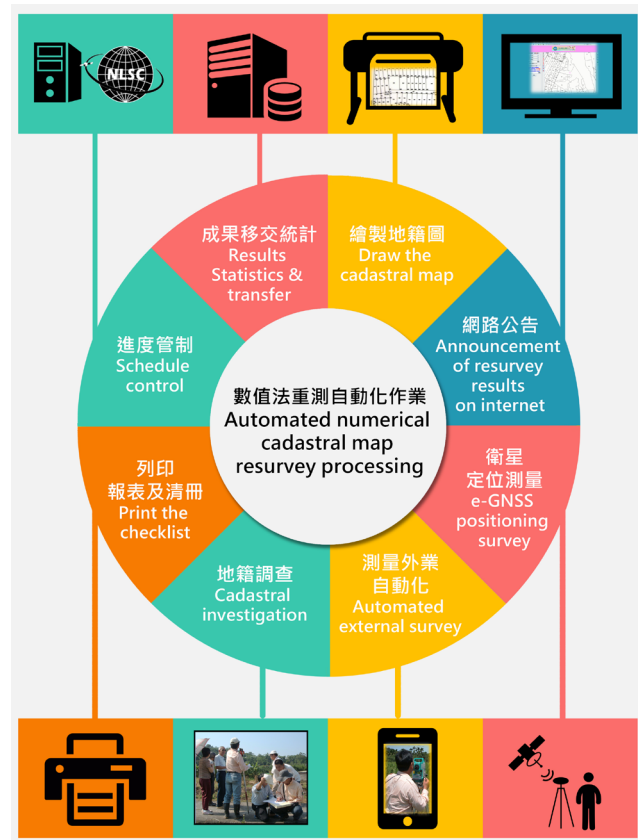 NLSC
成果移交統計
Results
Statistics &
transfer
繪製地籍圖
Draw the
cadastral map
進度管制
Schedule
control
網路公告
Announcement
of resurvey
results
on internet
數值法重測自動化作業
Automated numerical
cadastral map
resurvey processing
列印
報表及清冊
Print the
checklist
衛星
定位測量
e-GNSS
positioning
survey
地籍調查
Cadastral
investigation
測量外業
自動化
Automated
external survey